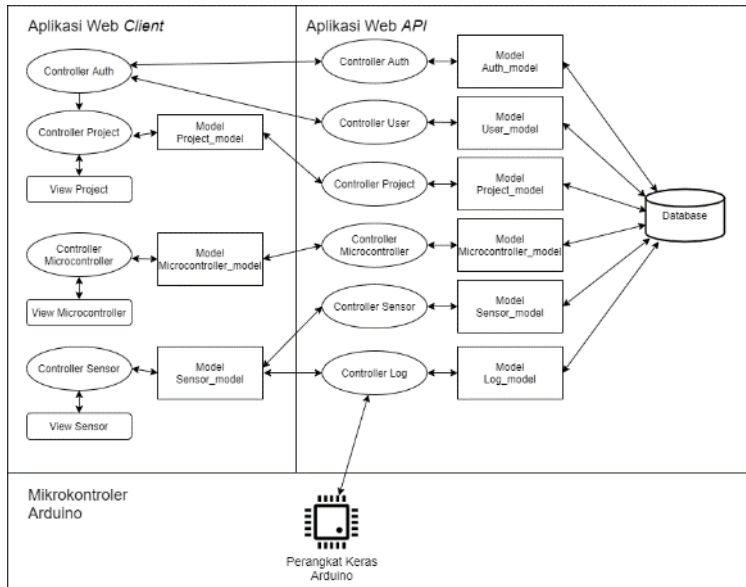 Aplikasi Web Client
Controller Auth
Controller Project
Model
Project_model
View Project
Controller
Microcontroller
Model
Microcontroller_model
View Microcontroller
Controller Sensor
Model
Sensor_model
View Sensor
Aplikasi Web API
Controller Auth
Model
Auth_model
Controller User
Model
User_model
Controller Project
Model
Project_model
Controller
Microcontroller
Model
Microcontroller_model
Controller Sensor
Model
Sensor_model
Controller Log
Model
Log_model
Database
Mikrokontroler
Arduino
Perangkat Keras
Arduino